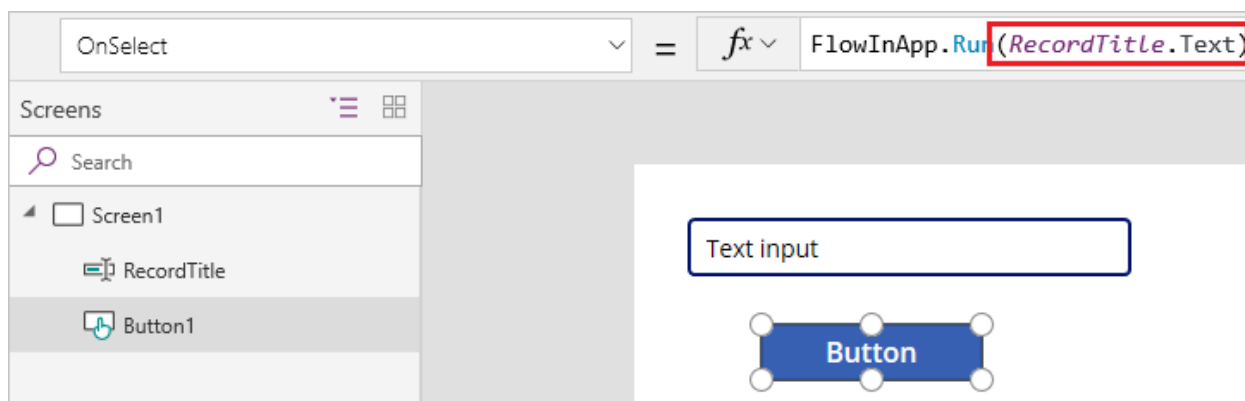 OnSelect = fx FlowInApp.Run(RecordTitle.Text)
Screens
Search
Screen1
RecordTitle
Button1
Text input
Button